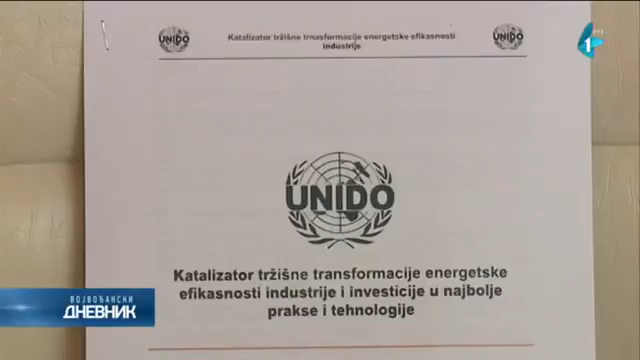 UNIDO
Katalizator tržišne trnasformacije energetske efikasnosti
industrije
UNIDO
1
UNIDO
Katalizator tržišne transformacije energetske
efikasnosti industrije i investicije u najbolje
prakse i tehnologije
ВОЈВОЂАНСКИ
ДНЕВНИК